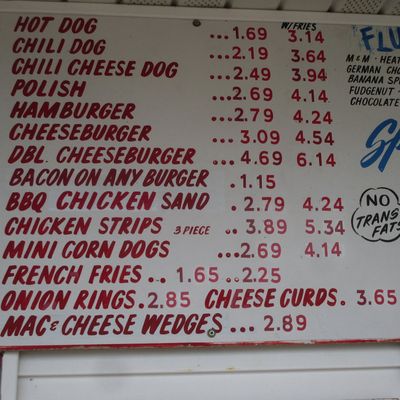 W/FRIES
HOT DOG ...1.69 3.14
CHILI DOG ...2.19 3.64
CHILI CHEESE DOG ...2.49 3.94
POLISH ...2.69 4.14
HAMBURGER ...2.79 4.24
CHEESEBURGER ... 3.09 4.54
DBL. CHEESEBURGER ... 4.69 6.14
BACON ON ANY BURGER .1.15
BBQ CHICKEN SAND . 2.79 4.24
CHICKEN STRIPS 3 PIECE .. 3.89 5.34
MINI CORN DOGS ...2.69 4.14
FRENCH FRIES .. 1.65 ..2.25
ONION RINGS.2.85 CHEESE CURDS. 3.65
MAC & CHEESE WEDGES ... 2.89
FLU
M & M · HEAT
GERMAN CHO
BANANA SP
FUDGENUT -
CHOCOLATE
Sp
NO
TRANS
FATS